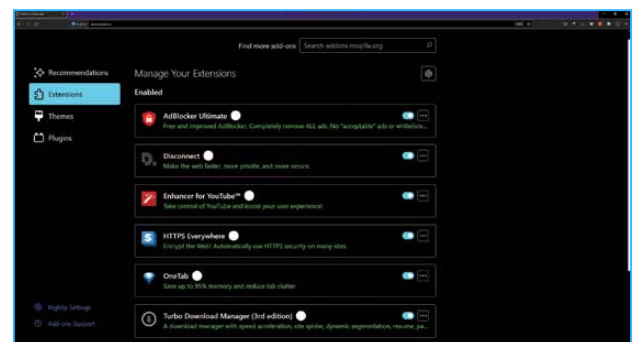 Find more add-ons
Search addons.mozilla.org
Recommendations
Extensions
Themes
Plugins
Manage Your Extensions
Enabled
AdBlocker Ultimate
Free and improved AdBlocker. Completely remove ALL ads. No "acceptable" ads or whitelistin...
Disconnect
Make the web faster, more private, and more secure.
Enhancer for YouTube™
Take control of YouTube and boost your user experience!
HTTPS Everywhere
Encrypt the Web! Automatically use HTTPS security on many sites.
OneTab
Save up to 95% memory and reduce tab clutter
Turbo Download Manager (3rd edition)
A download manager with speed acceleration, site spider, dynamic segmentation, resume, pa...
Nightly Settings
Add-ons Support